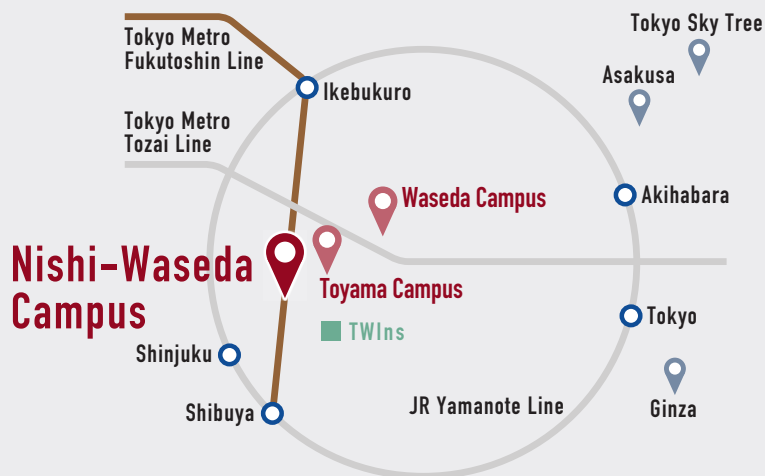 Tokyo Sky Tree
Tokyo Metro
Fukutoshin Line
Asakusa
Ikebukuro
Tokyo Metro
Tozai Line
Waseda Campus
Akihabara
Nishi-Waseda
Campus
Toyama Campus
TWIns
Tokyo
Shinjuku
Shibuya
JR Yamanote Line
Ginza